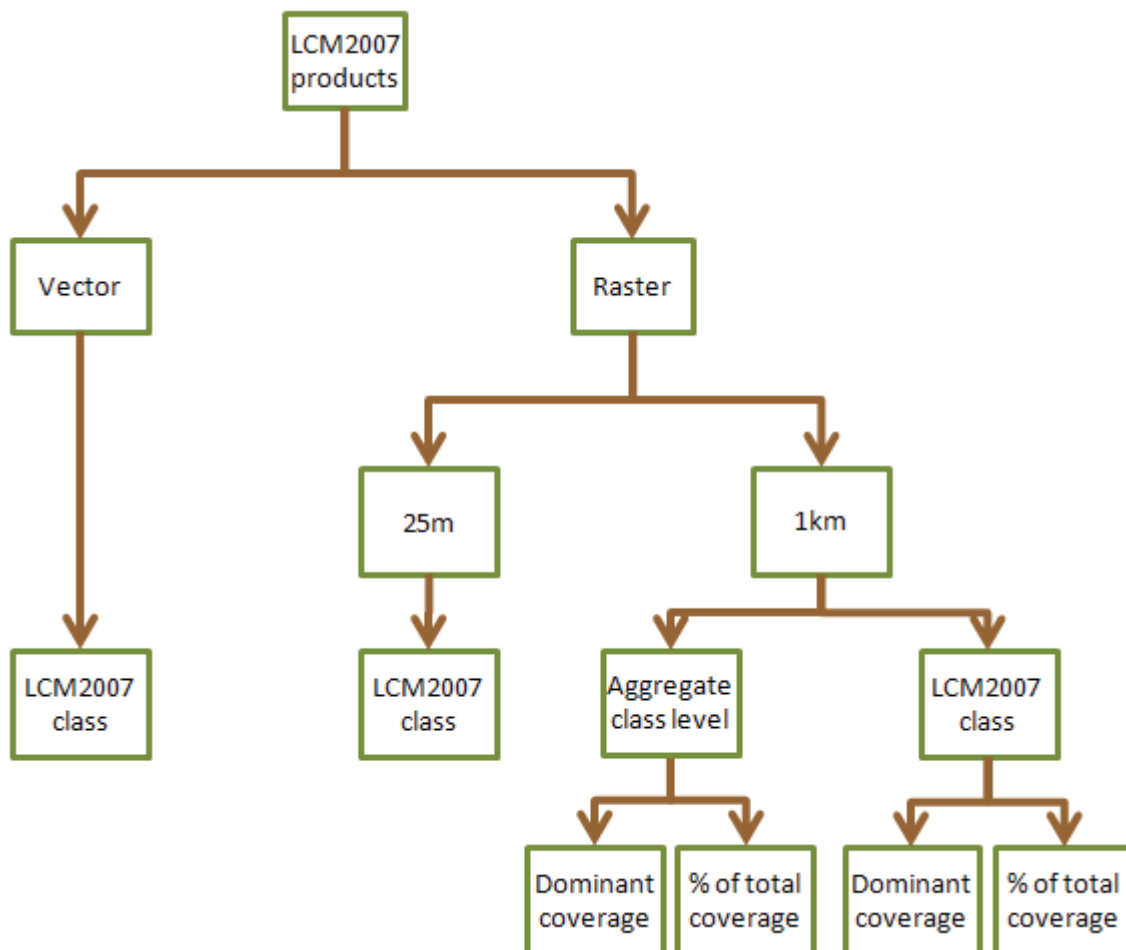 LCM2007
products
Vector
Raster
25m
1km
LCM2007
class
LCM2007
class
Aggregate
class level
LCM2007
class
Dominant
coverage
% of total
coverage
Dominant
coverage
% of total
coverage